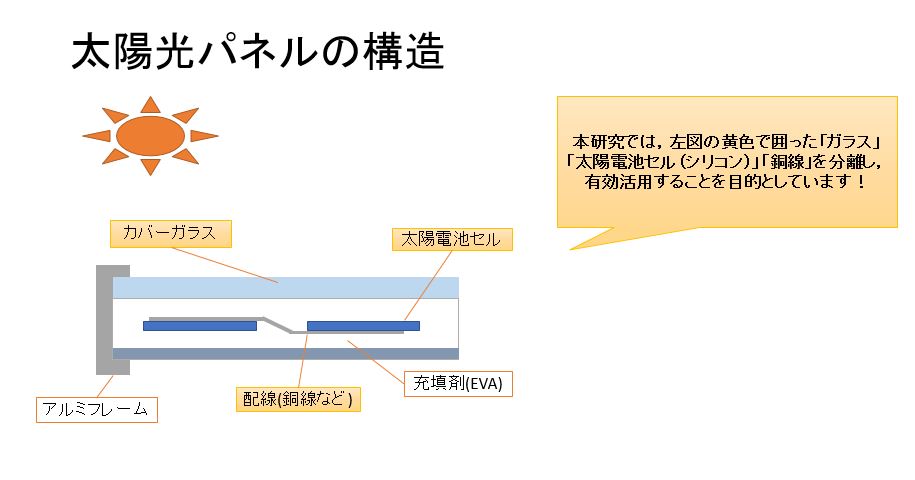 太陽光パネルの構造
本研究では，左図の黄色で囲った「ガラス」
「太陽電池セル（シリコン）」「銅線」を分離し，
有効活用することを目的としています！
カバーガラス
太陽電池セル
充填剤(EVA)
配線(銅線など)
アルミフレーム